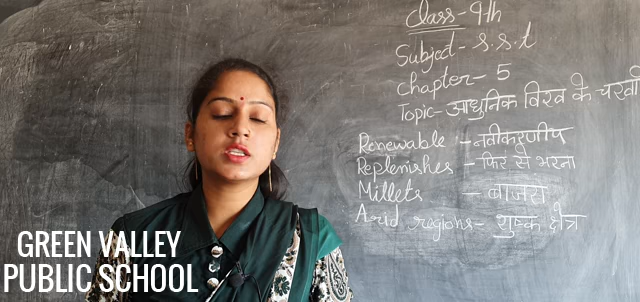 Class- 9th
Subject- S.S.t
Chapter- 5
Topic- आधुनिक विश्व के चरवा
Renewable - नवीकरणीय
Replenishes - फिर से भरना
Millets - बाजरा
Arid regions- शुष्क क्षेत्र
GREEN VALLEY
PUBLIC SCHOOL